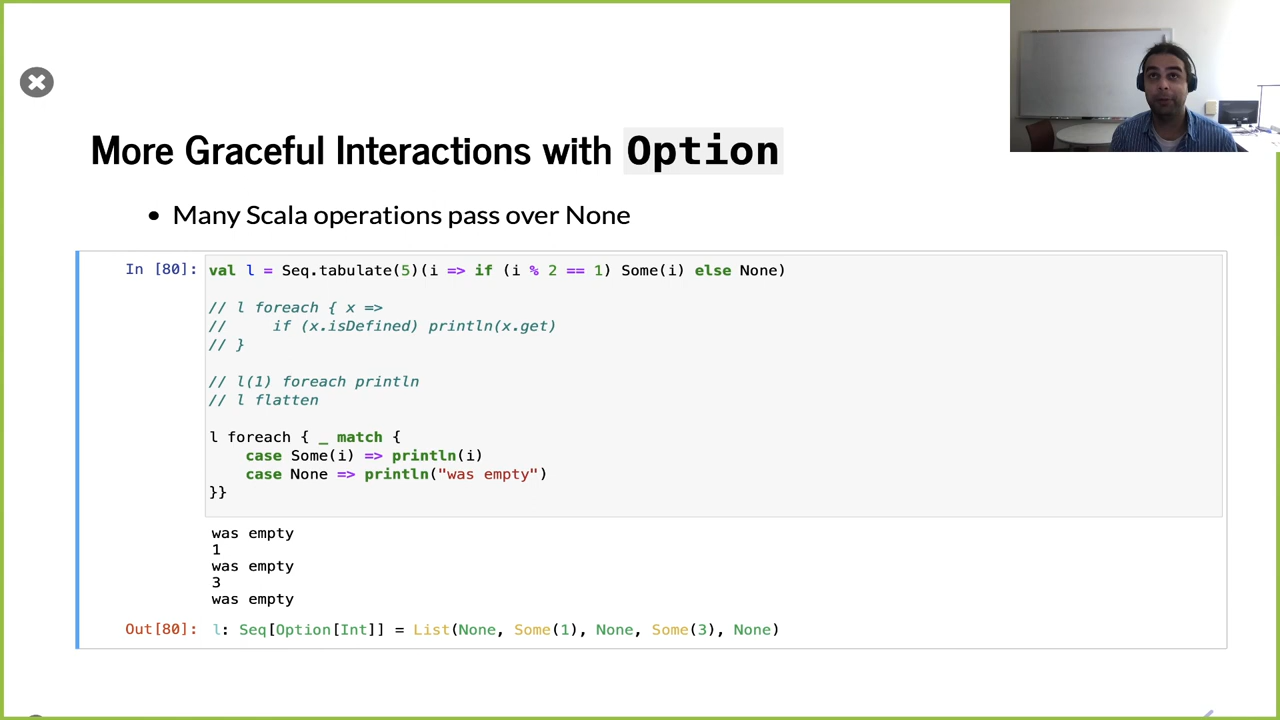 More Graceful Interactions with Option
• Many Scala operations pass over None
In [80]: val l = Seq.tabulate(5)(i => if (i % 2 == 1) Some(i) else None)
// l foreach { x =>
//     if (x.isDefined) println(x.get)
// }
// l(1) foreach println
// l flatten
l foreach { _ match {
    case Some(i) => println(i)
    case None => println("was empty")
}}
was empty
1
was empty
3
was empty
Out[80]: l: Seq[Option[Int]] = List(None, Some(1), None, Some(3), None)